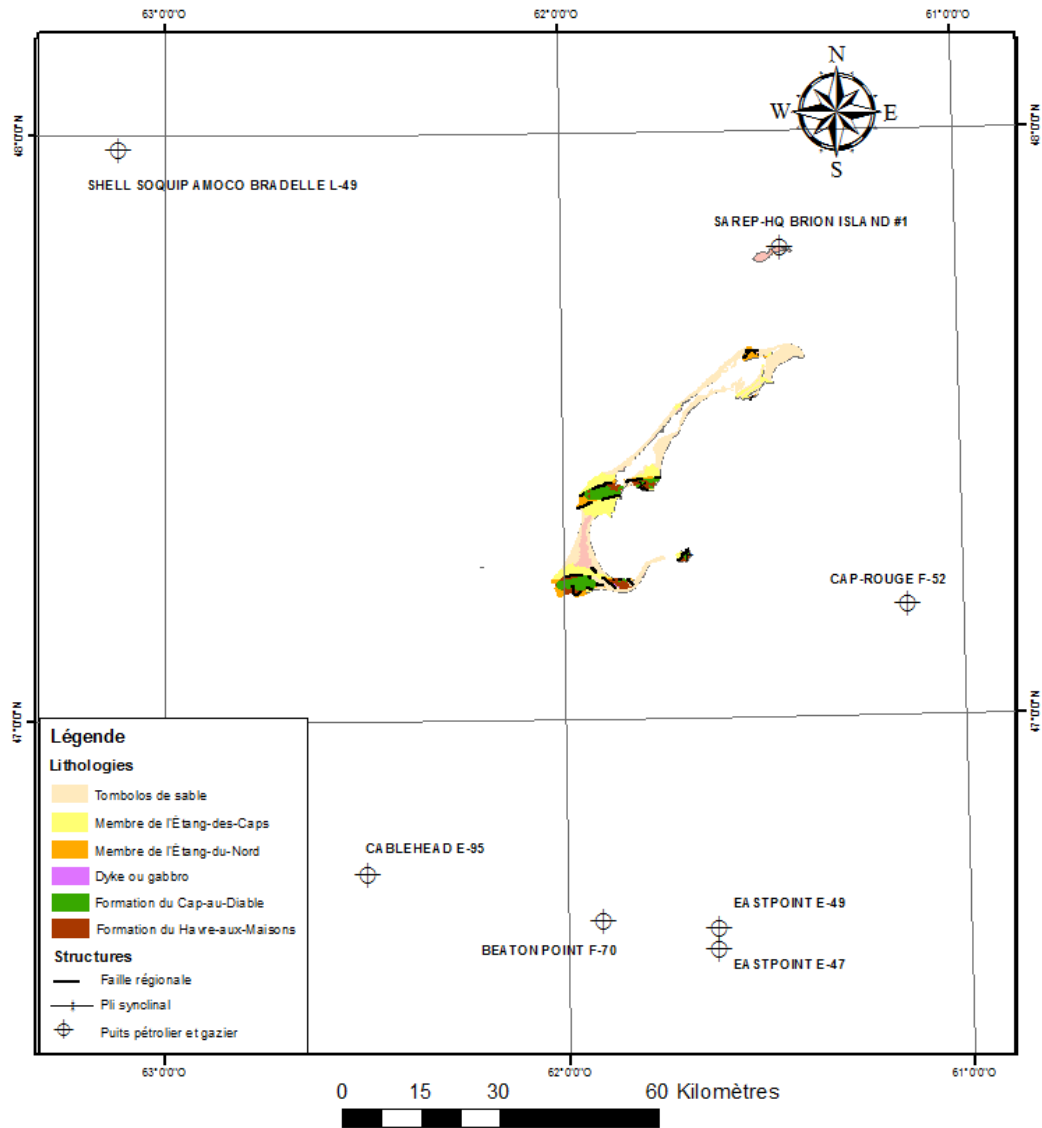 63°0'0"O 62°0'0"O 61°0'0"O
N
W E
S
48°0'0"N 48°0'0"N
SHELL SOQUIP AMOCO BRADELLE L-49
SAREP-HQ BRION ISLAND #1
CAP-ROUGE F-52
47°0'0"N 47°0'0"N
Légende
Lithologies
Tombolos de sable
Membre de l'Étang-des-Caps
Membre de l'Étang-du-Nord
Dyke ou gabbro
Formation du Cap-au-Diable
Formation du Havre-aux-Maisons
Structures
Faille régionale
Pli synclinal
Puits pétrolier et gazier
CABLEHEAD E-95
BEATON POINT F-70
EASTPOINT E-49
EASTPOINT E-47
63°0'0"O 62°0'0"O 61°0'0"O
0 15 30 60 Kilomètres